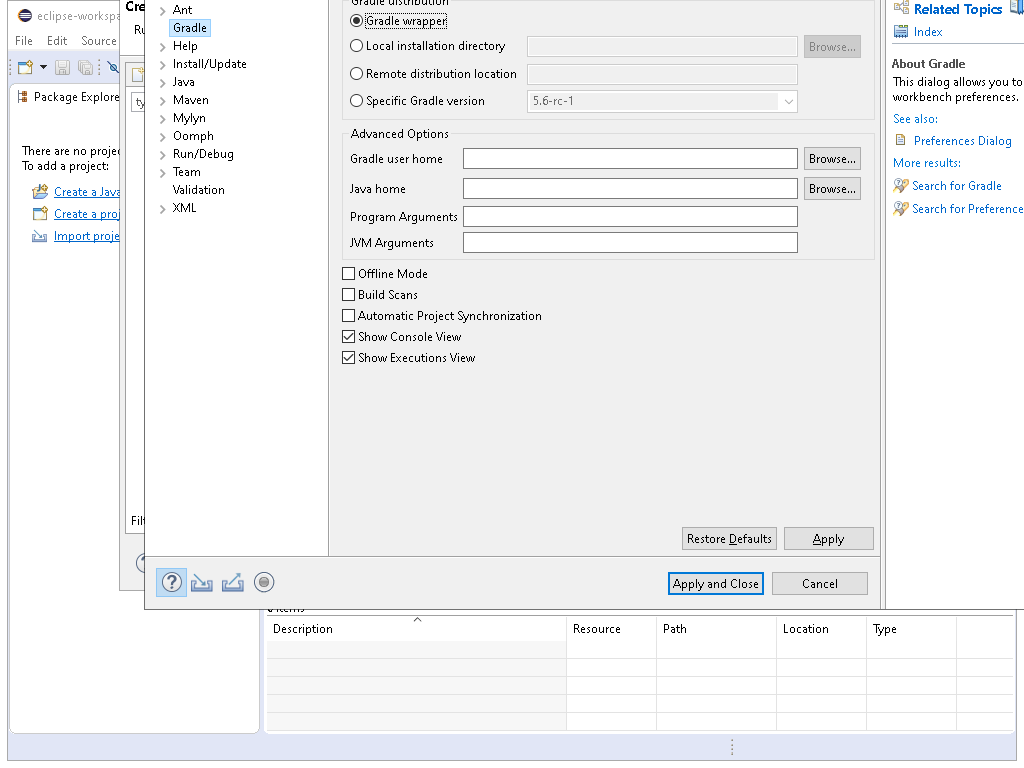 eclipse-workspa
File Edit Source
Package Explore
There are no proje
To add a project:
Create a Java
Create a proj
Import proje
Cre
Ru
ty
Filt
Ant
Gradle
Help
Install/Update
Java
Maven
Mylyn
Oomph
Run/Debug
Team
Validation
XML
Gradle distribution
Gradle wrapper
Local installation directory
Browse...
Remote distribution location
Specific Gradle version
5.6-rc-1
Advanced Options
Gradle user home
Browse...
Java home
Browse...
Program Arguments
JVM Arguments
Offline Mode
Build Scans
Automatic Project Synchronization
Show Console View
Show Executions View
Restore Defaults
Apply
Apply and Close
Cancel
Related Topics
Index
About Gradle
This dialog allows you to
workbench preferences.
See also:
Preferences Dialog
More results:
Search for Gradle
Search for Preference
0 items
Description Resource Path Location Type